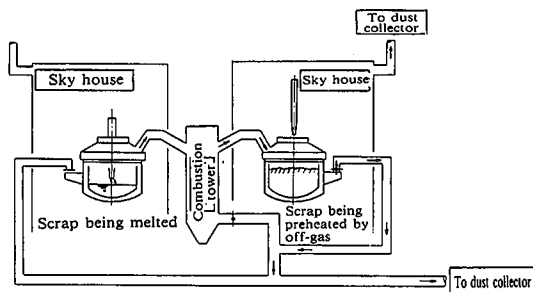 To dust
collector
Sky house
Sky house
Combustion
tower
Scrap being melted
Scrap being
preheated by
off-gas
To dust collector